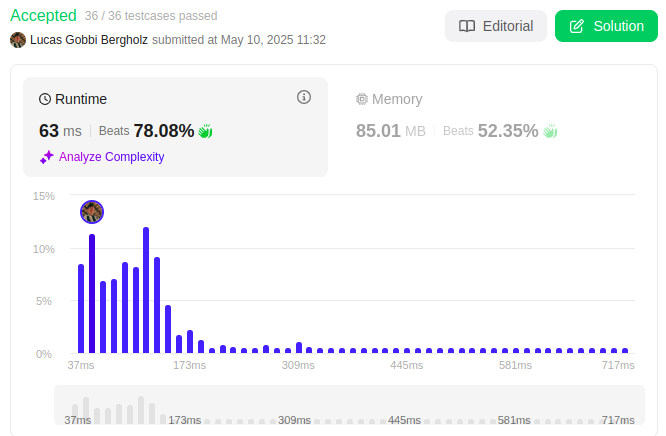 Accepted 36 / 36 testcases passed
Lucas Gobbi Bergholz submitted at May 10, 2025 11:32
Editorial
Solution
Runtime
63 ms Beats 78.08%
Analyze Complexity
Memory
85.01 MB Beats 52.35%
15%
10%
5%
0%
37ms 173ms 309ms 445ms 581ms 717ms
37ms 173ms 309ms 445ms 581ms 717ms